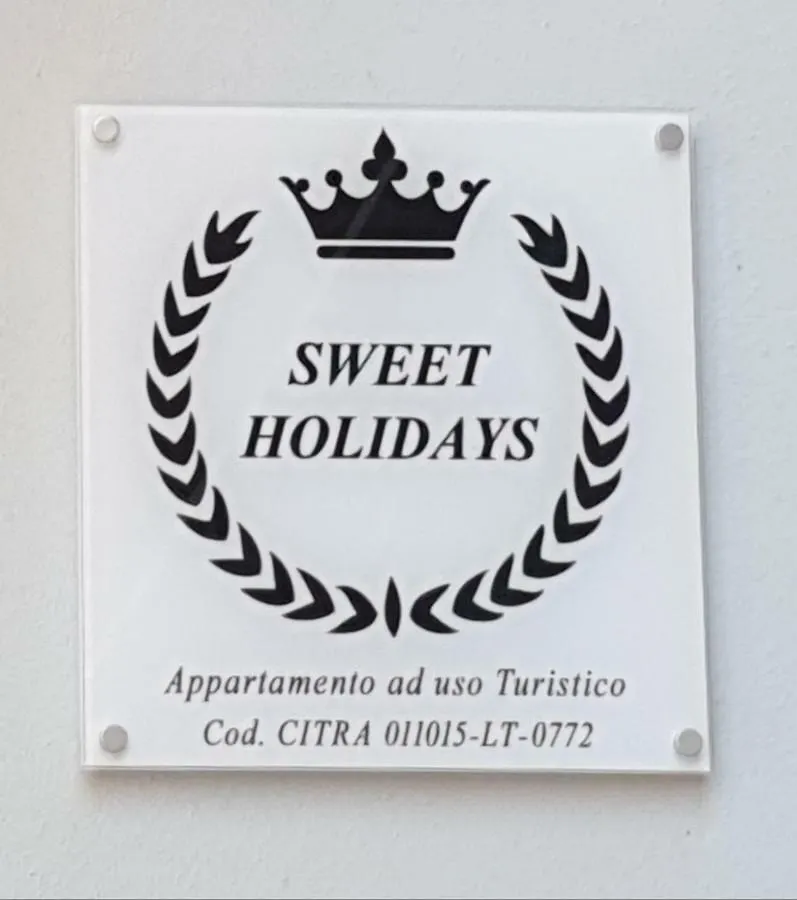 SWEET
HOLIDAYS
Appartamento ad uso Turistico
Cod. CITRA 011015-LT-0772